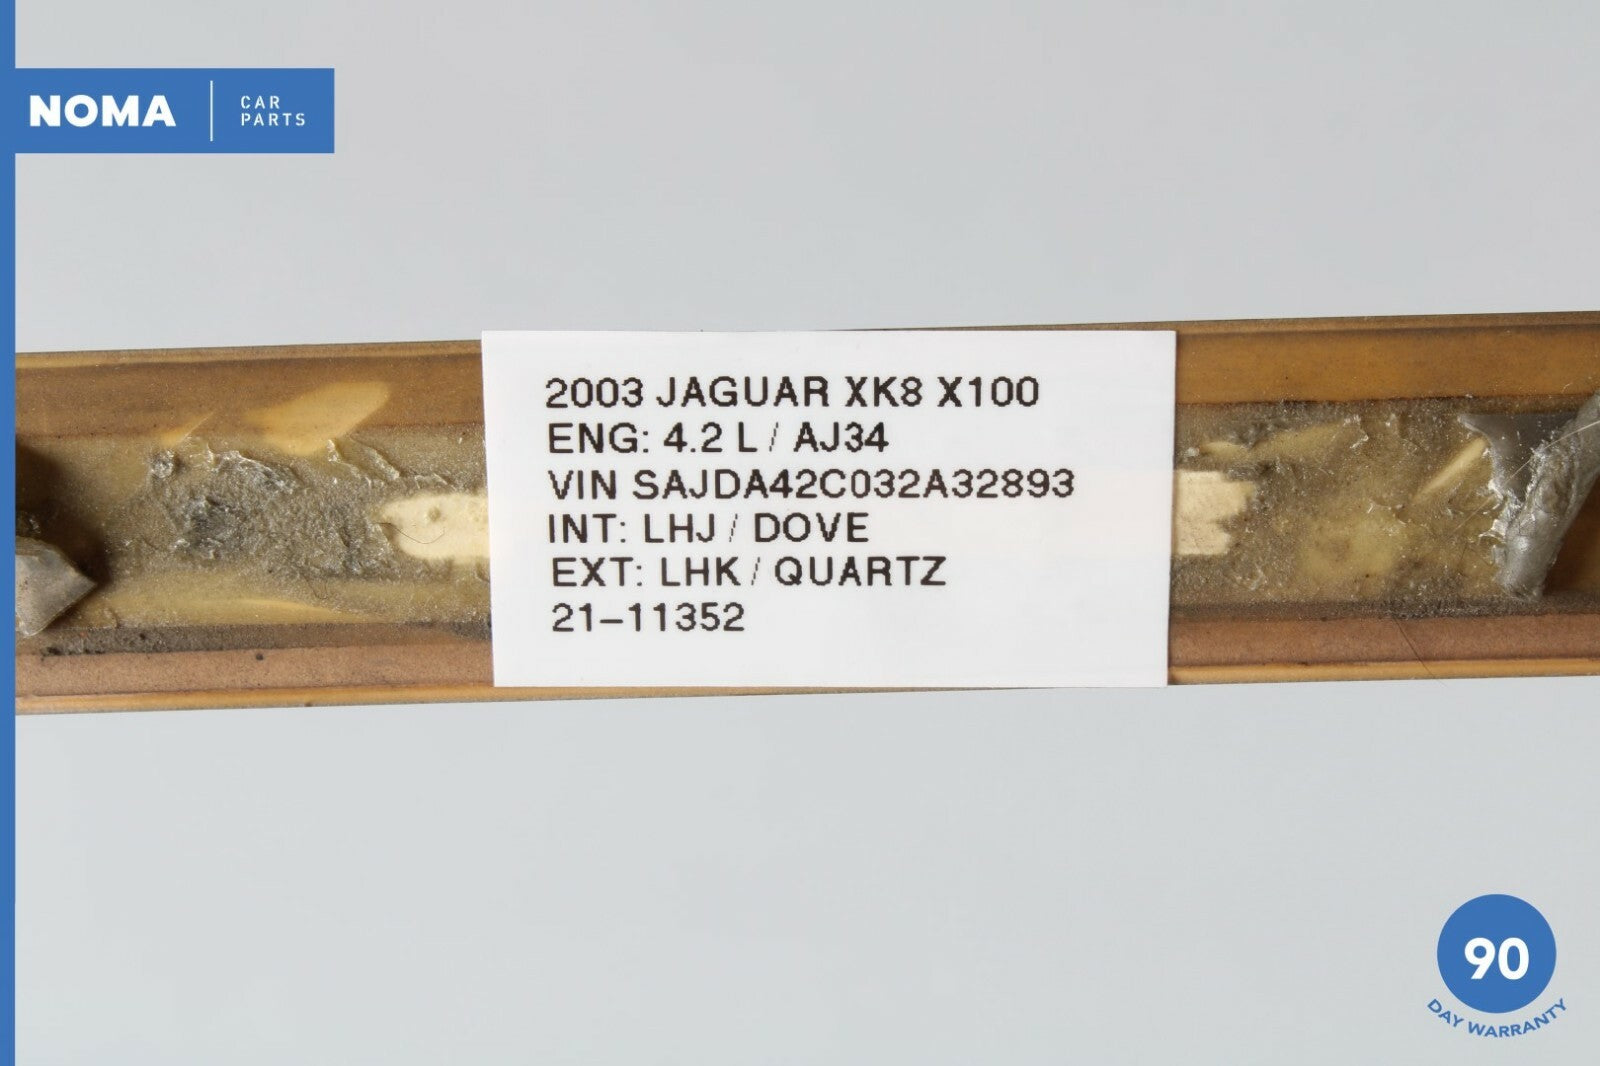 NOMA
CAR
PARTS
2003 JAGUAR XK8 X100
ENG: 4.2 L / AJ34
VIN SAJDA42C032A32893
INT: LHJ / DOVE
EXT: LHK / QUARTZ
21-11352
90
DAY WARRANTY